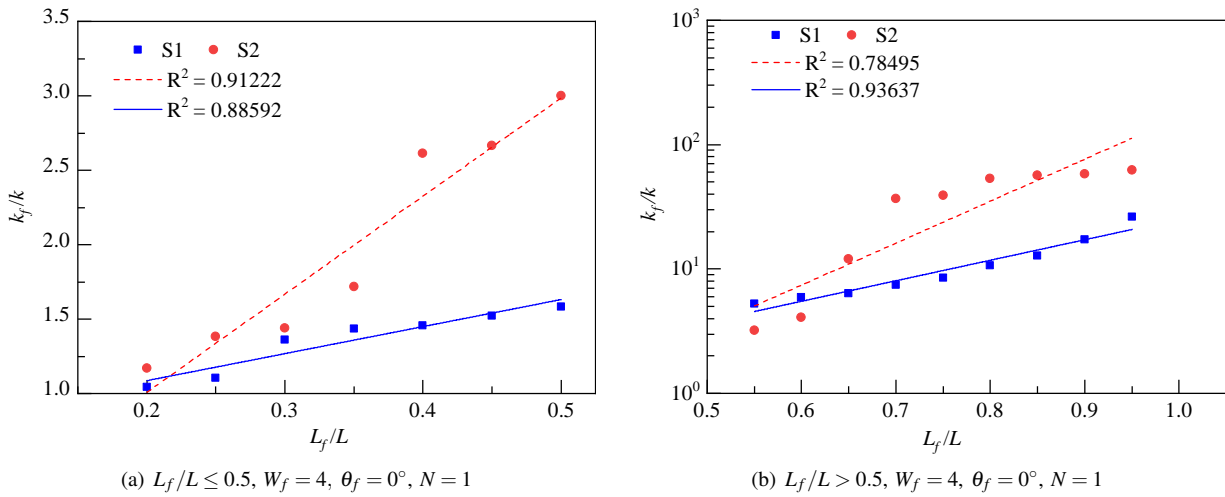 3.5
3.0
2.5
2.0
1.5
1.0
k_f/k
S1 S2
R² = 0.91222
R² = 0.88592
0.2 0.3 0.4 0.5
L_f/L
(a) L_f/L ≤ 0.5, W_f = 4, θ_f = 0°, N = 1
10³
10²
10¹
10⁰
k_f/k
S1 S2
R² = 0.78495
R² = 0.93637
0.5 0.6 0.7 0.8 0.9 1.0
L_f/L
(b) L_f/L > 0.5, W_f = 4, θ_f = 0°, N = 1